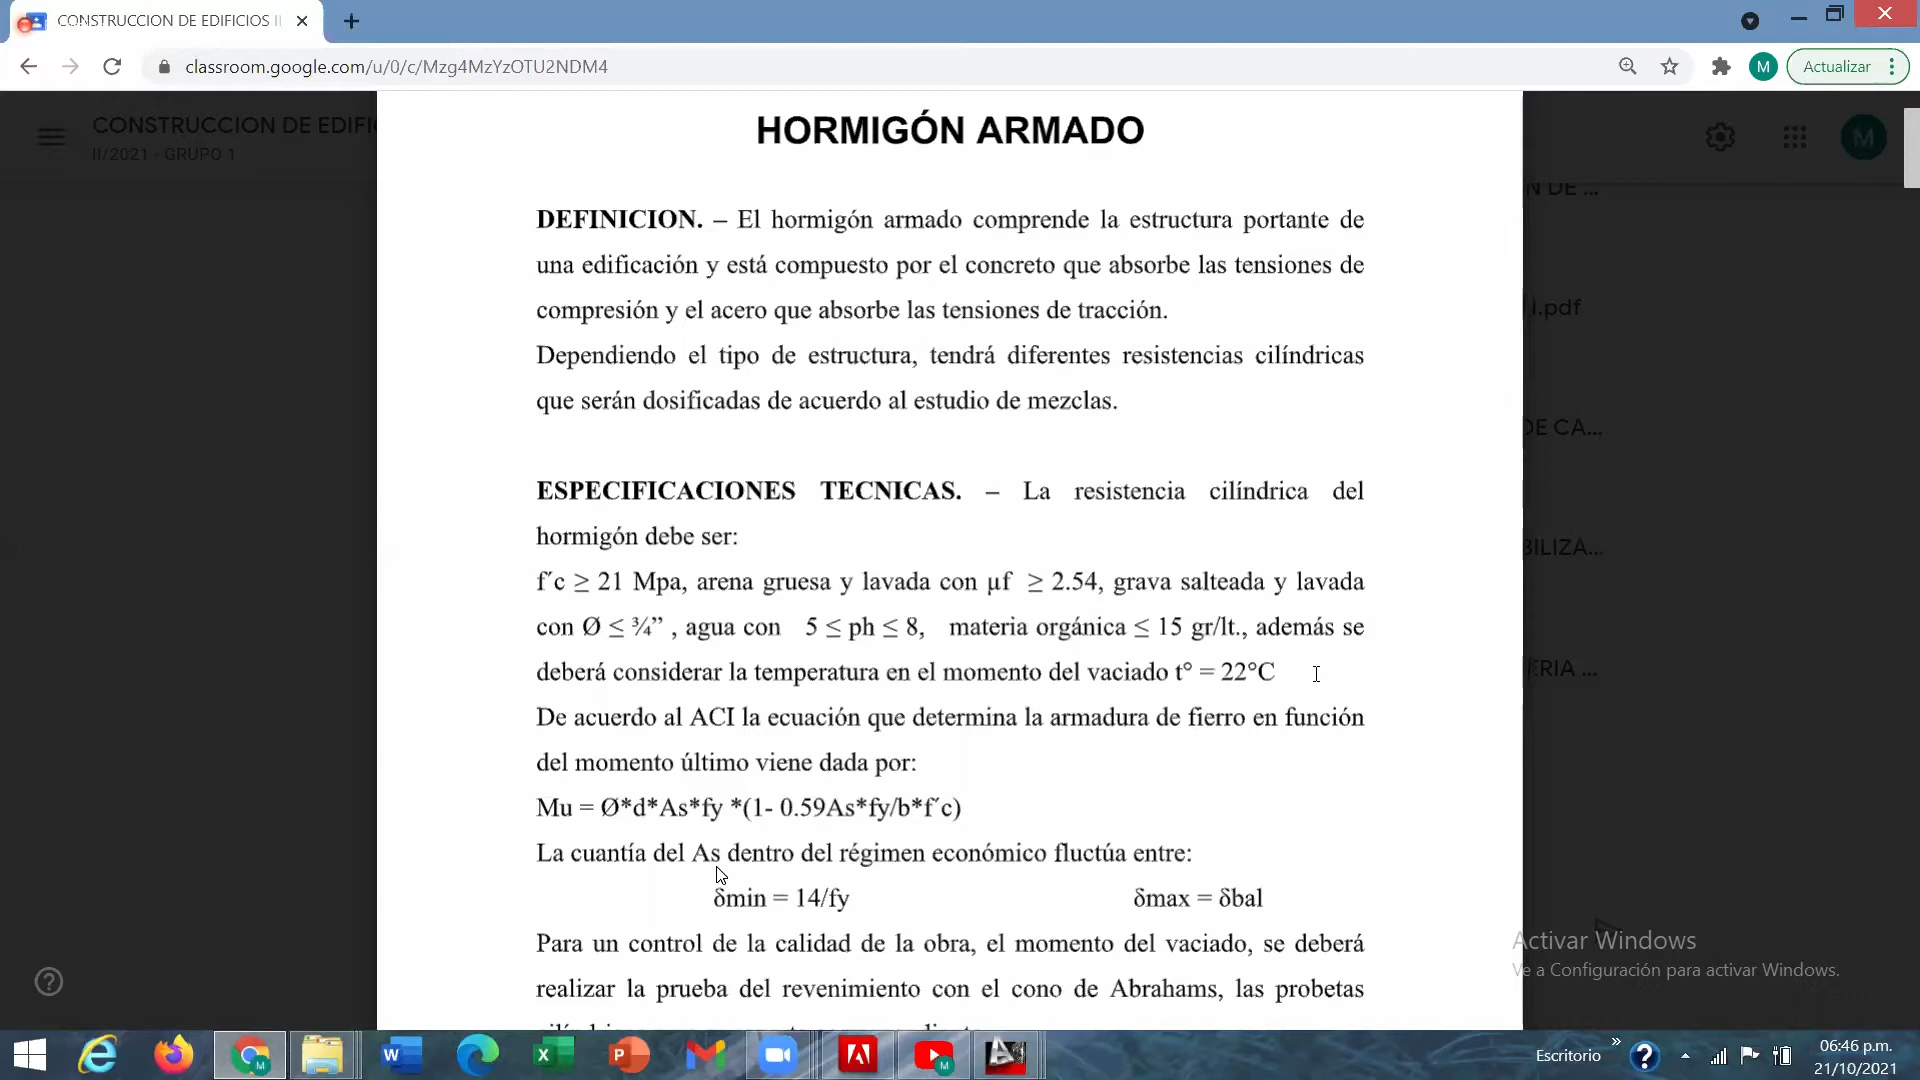 CONSTRUCCION DE EDIFICIOS II
classroom.google.com/u/0/c/Mzg4MzYzOTU2NDM4
M
Actualizar
CONSTRUCCION DE EDIFI
II/2021 - GRUPO 1
M
HORMIGÓN ARMADO
N DE ...
DEFINICION. – El hormigón armado comprende la estructura portante de
una edificación y está compuesto por el concreto que absorbe las tensiones de
compresión y el acero que absorbe las tensiones de tracción.
.pdf
Dependiendo el tipo de estructura, tendrá diferentes resistencias cilíndricas
que serán dosificadas de acuerdo al estudio de mezclas.
DE CA...
ESPECIFICACIONES TECNICAS. – La resistencia cilíndrica del
hormigón debe ser:
BILIZA...
f´c ≥ 21 Mpa, arena gruesa y lavada con µf ≥ 2.54, grava salteada y lavada
con Ø ≤ ¾” , agua con 5 ≤ ph ≤ 8, materia orgánica ≤ 15 gr/lt., además se
deberá considerar la temperatura en el momento del vaciado t° = 22°C
ERIA ...
De acuerdo al ACI la ecuación que determina la armadura de fierro en función
del momento último viene dada por:
Mu = Ø*d*As*fy *(1- 0.59As*fy/b*f´c)
La cuantía del As dentro del régimen económico fluctúa entre:
δmin = 14/fy δmax = δbal
Para un control de la calidad de la obra, el momento del vaciado, se deberá
realizar la prueba del revenimiento con el cono de Abrahams, las probetas
Activar Windows
Ve a Configuración para activar Windows.
Escritorio
06:46 p.m.
21/10/2021